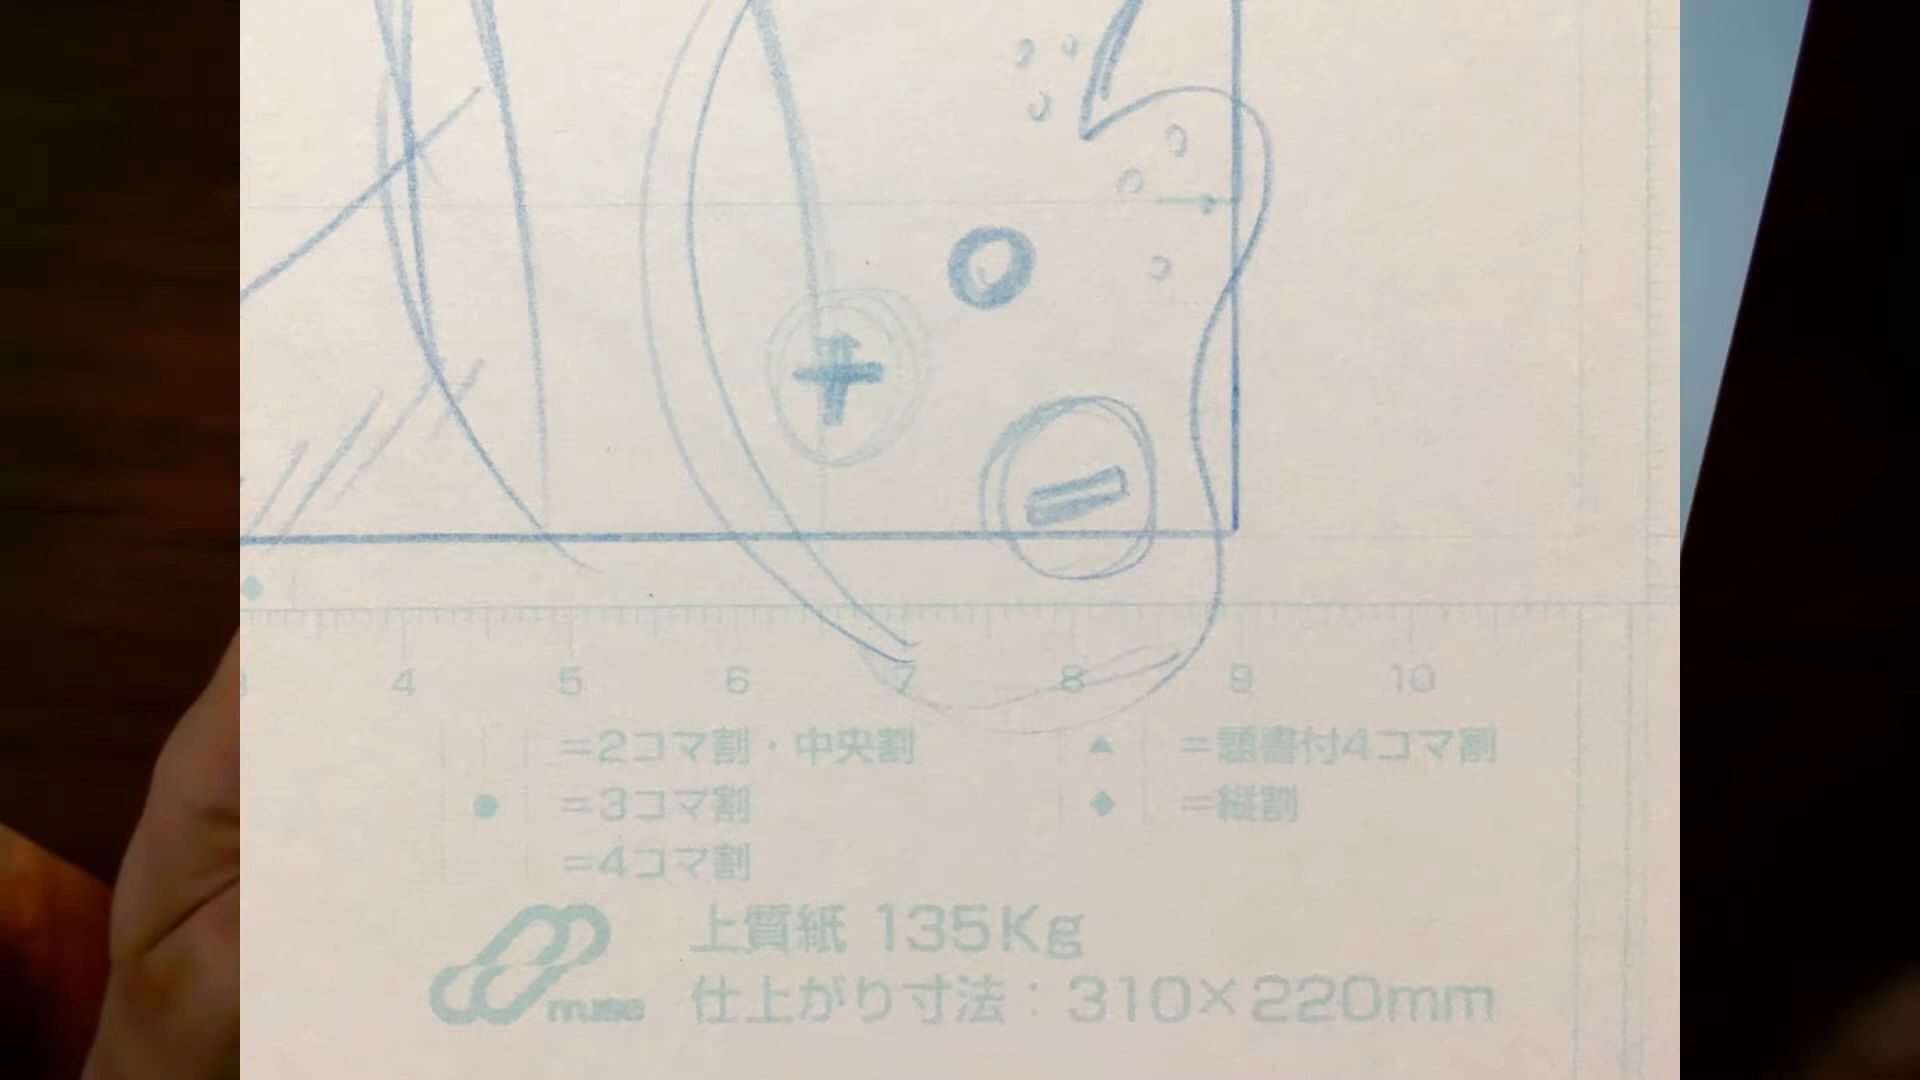 4 5 6 7 8 9 10
=2コマ割・中央割
▲ =題書付4コマ割
● =3コマ割
◆ =縦割
=4コマ割
muse
上質紙 135Kg
仕上がり寸法：310×220mm